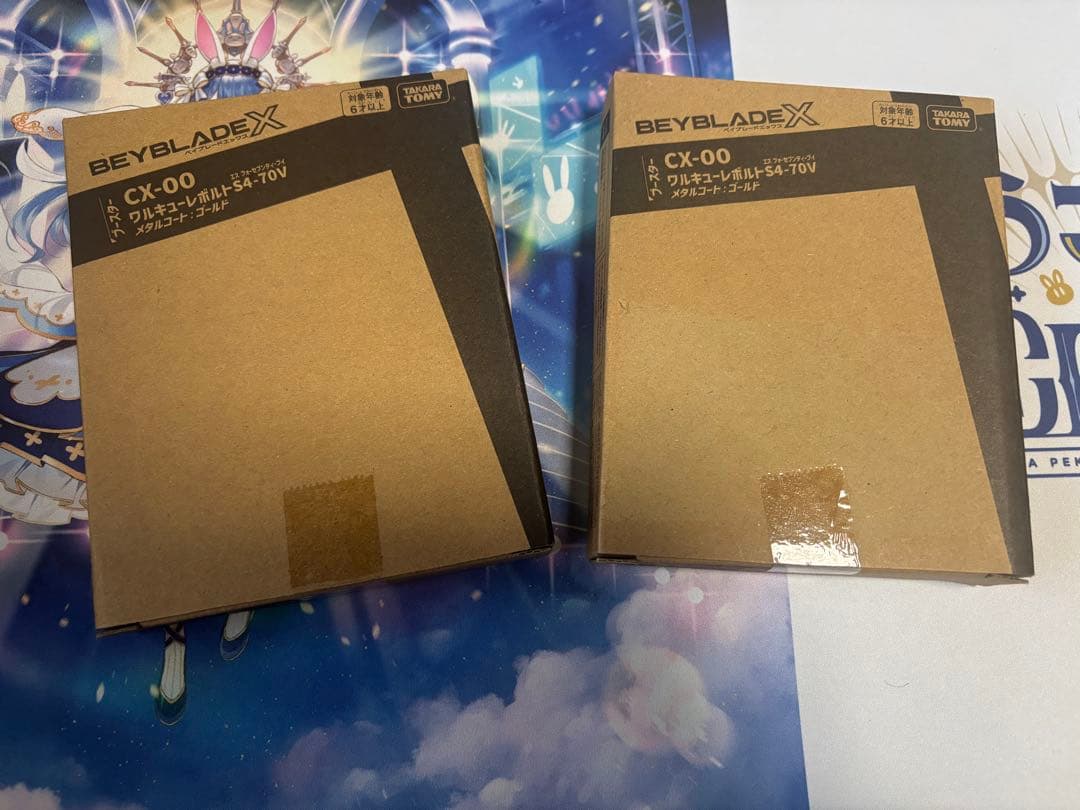 BEYBLADE X
ベイブレードエックス
対象年齢
6才以上
TAKARA
TOMY
ブースター
CX-00
エス フォーセブンティ・ブイ
ワルキューレボルトS4-70V
メタルコート:ゴールド
BEYBLADE X
ベイブレードエックス
対象年齢
6才以上
TAKARA
TOMY
ブースター
CX-00
エス フォーセブンティ・ブイ
ワルキューレボルトS4-70V
メタルコート:ゴールド
A PEK